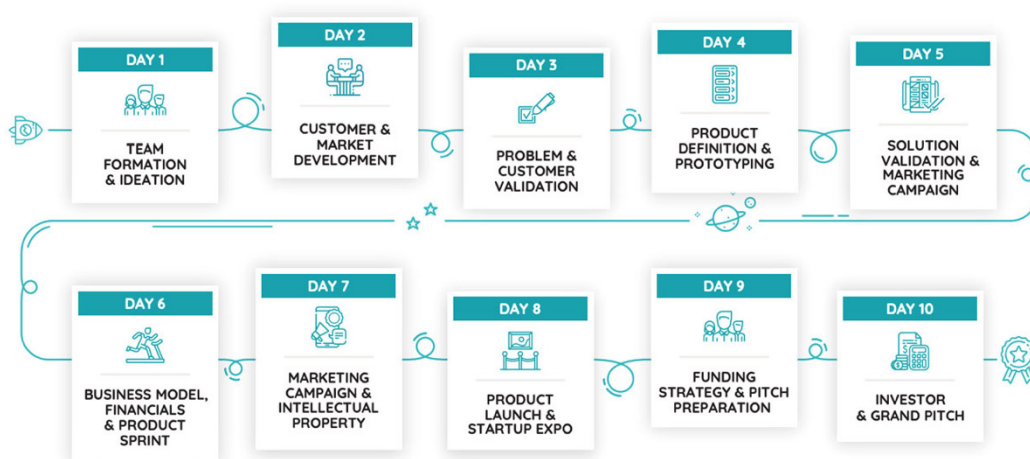 DAY 1
TEAM
FORMATION
& IDEATION
DAY 2
CUSTOMER &
MARKET
DEVELOPMENT
DAY 3
PROBLEM &
CUSTOMER
VALIDATION
DAY 4
PRODUCT
DEFINITION &
PROTOTYPING
DAY 5
SOLUTION
VALIDATION &
MARKETING
CAMPAIGN
DAY 6
BUSINESS MODEL,
FINANCIALS
& PRODUCT
SPRINT
DAY 7
MARKETING
CAMPAIGN &
INTELLECTUAL
PROPERTY
DAY 8
PRODUCT
LAUNCH &
STARTUP EXPO
DAY 9
FUNDING
STRATEGY & PITCH
PREPARATION
DAY 10
INVESTOR
& GRAND PITCH